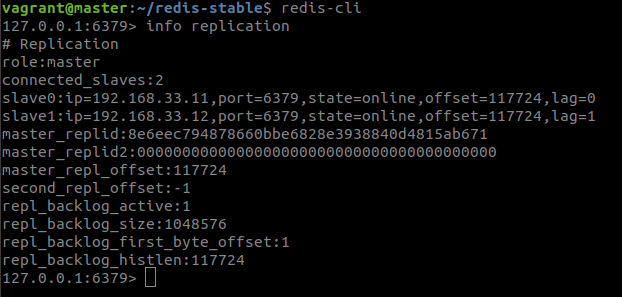 vagrant@master:~/redis-stable$ redis-cli
127.0.0.1:6379> info replication
# Replication
role:master
connected_slaves:2
slave0:ip=192.168.33.11,port=6379,state=online,offset=117724,lag=0
slave1:ip=192.168.33.12,port=6379,state=online,offset=117724,lag=1
master_replid:8e6eec794878660bbe6828e3938840d4815ab671
master_replid2:0000000000000000000000000000000000000000
master_repl_offset:117724
second_repl_offset:-1
repl_backlog_active:1
repl_backlog_size:1048576
repl_backlog_first_byte_offset:1
repl_backlog_histlen:117724
127.0.0.1:6379>